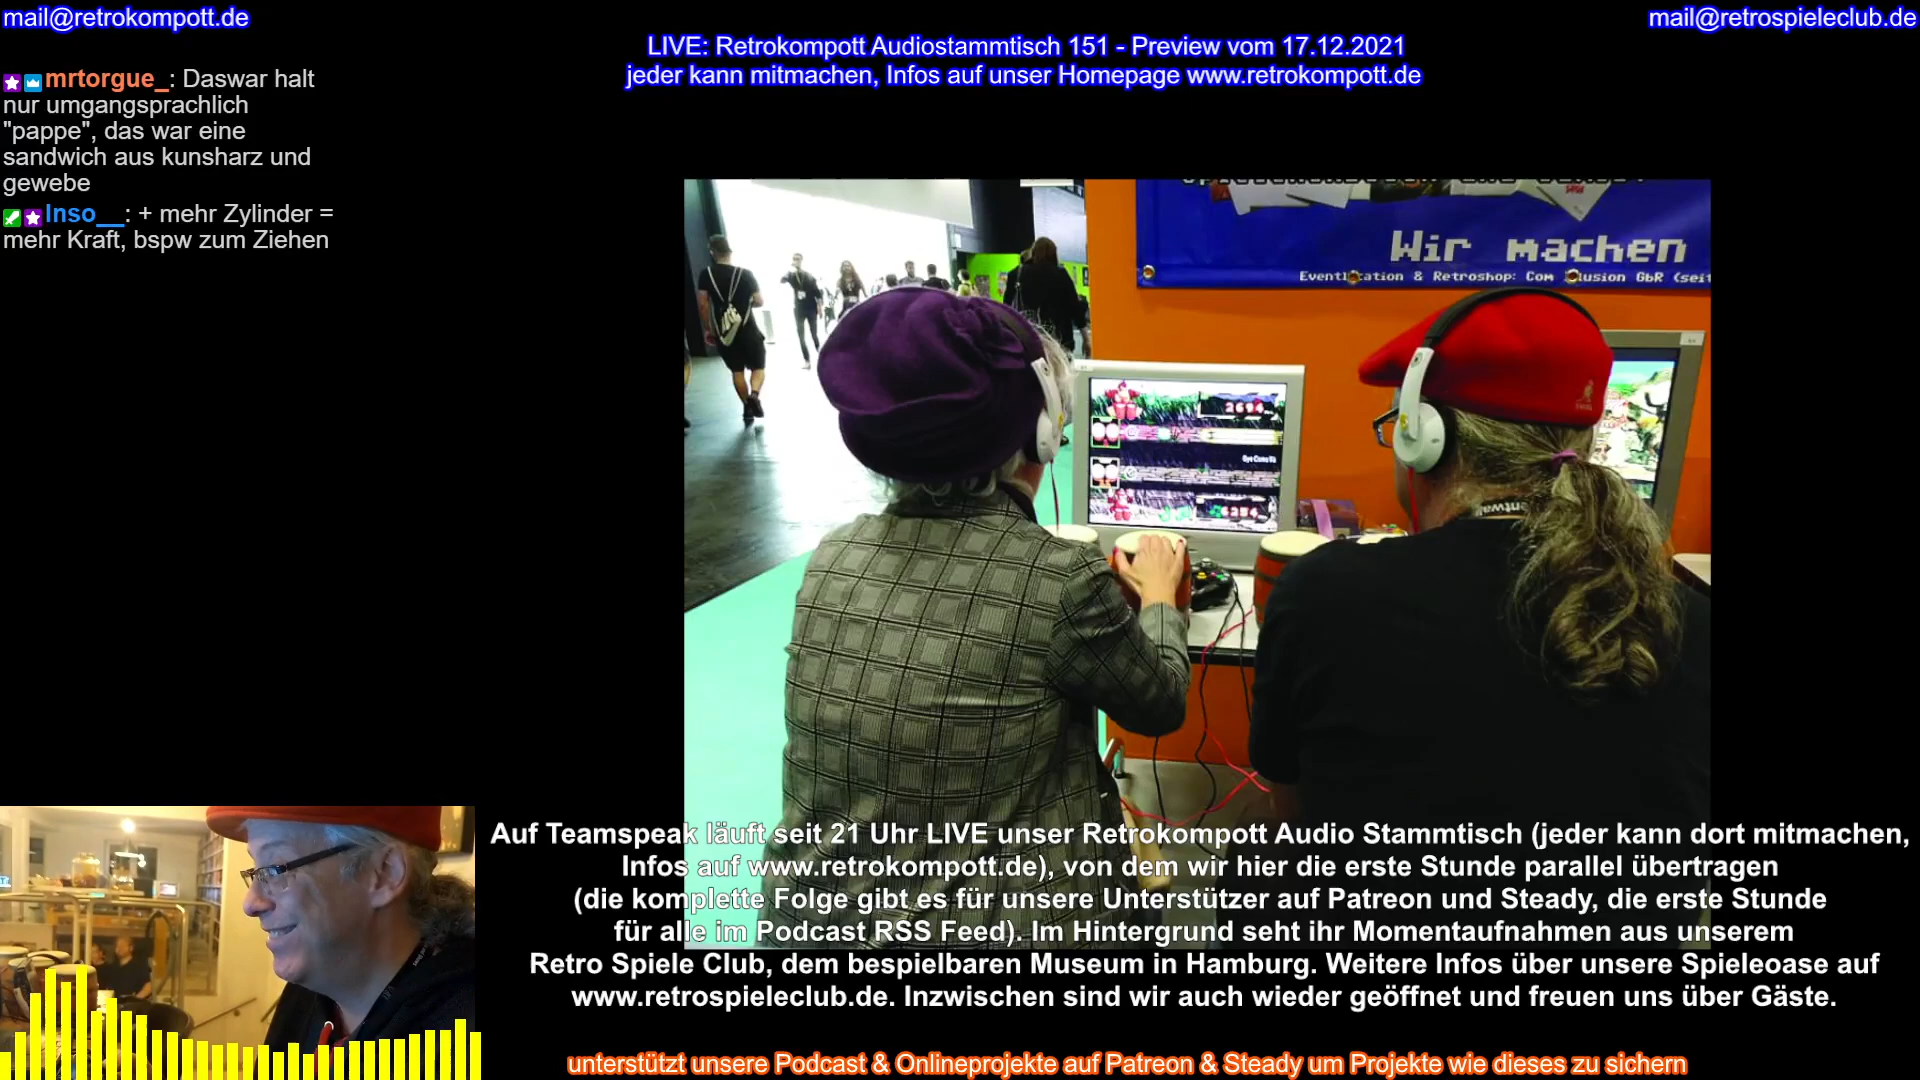 mail@retrokompott.de
mail@retrospieleclub.de
LIVE: Retrokompott Audiostammtisch 151 - Preview vom 17.12.2021
jeder kann mitmachen, Infos auf unser Homepage www.retrokompott.de
mrtorgue_: Daswar halt
nur umgangsprachlich
"pappe", das war eine
sandwich aus kunsharz und
gewebe
Inso__: + mehr Zylinder =
mehr Kraft, bspw zum Ziehen
Wir machen
& Retroshop: Com GbR
2694
Oye Como Va
Auf Teamspeak läuft seit 21 Uhr LIVE unser Retrokompott Audio Stammtisch (jeder kann dort mitmachen,
Infos auf www.retrokompott.de), von dem wir hier die erste Stunde parallel übertragen
(die komplette Folge gibt es für unsere Unterstützer auf Patreon und Steady, die erste Stunde
für alle im Podcast RSS Feed). Im Hintergrund seht ihr Momentaufnahmen aus unserem
Retro Spiele Club, dem bespielbaren Museum in Hamburg. Weitere Infos über unsere Spieleoase auf
www.retrospieleclub.de. Inzwischen sind wir auch wieder geöffnet und freuen uns über Gäste.
unterstützt unsere Podcast & Onlineprojekte auf Patreon & Steady um Projekte wie dieses zu sichern